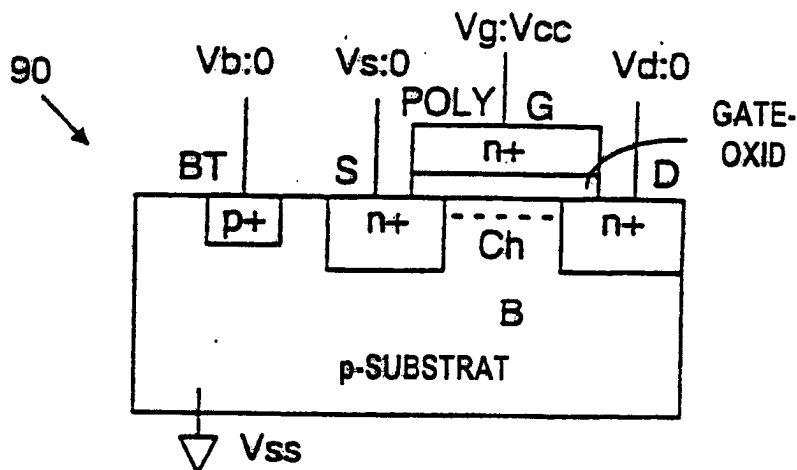 Vg:Vcc
90
Vb:0
Vs:0
Vd:0
POLY
G
GATE-
OXID
n+
BT
S
D
p+
n+
n+
Ch
B
p-SUBSTRAT
Vss